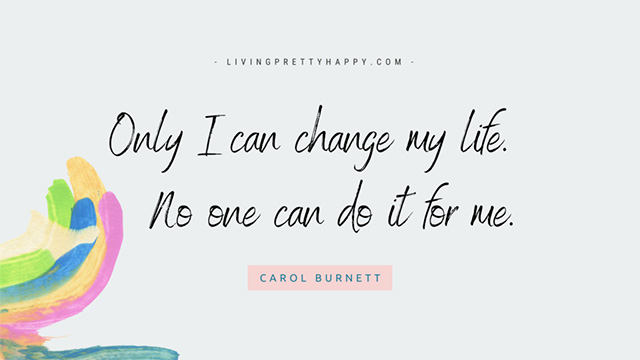 - LIVINGPRETTYHAPPY.COM -
Only I can change my life.
No one can do it for me.
CAROL BURNETT